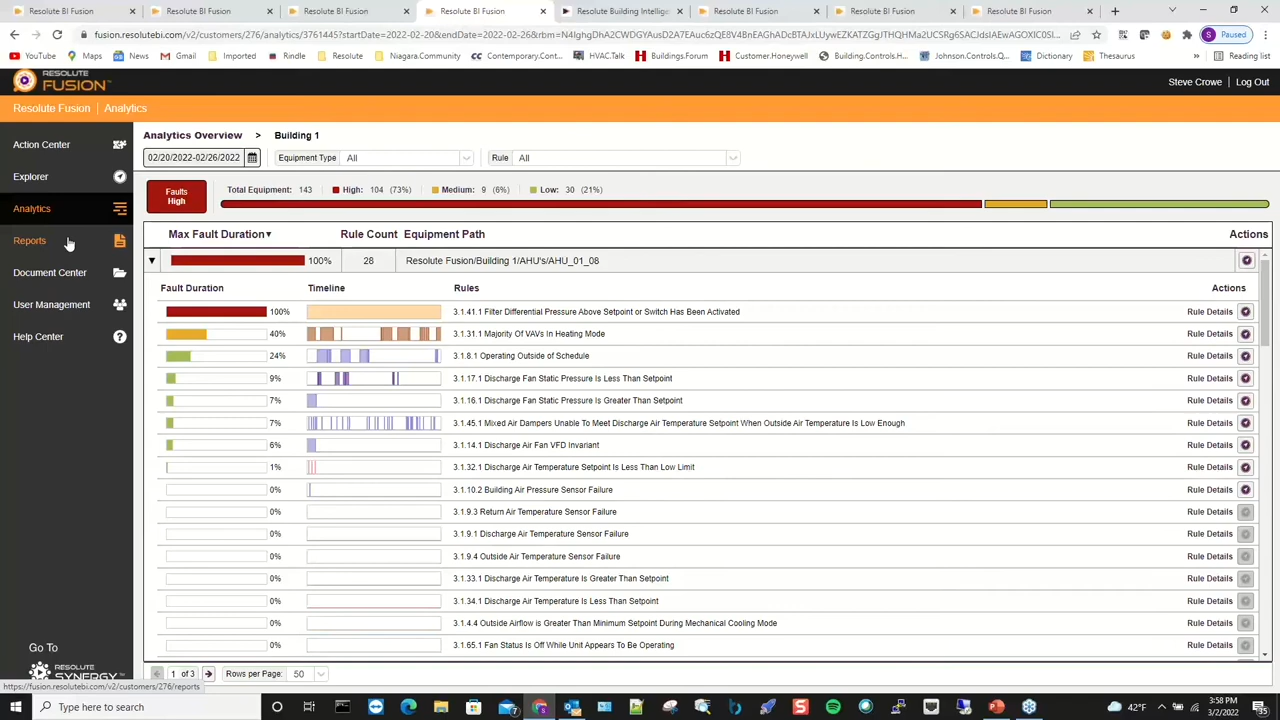 Resolute BI Fusion
Resolute BI Fusion
Resolute BI Fusion
Resolute BI Fusion
Resolute Building Intelligen
Resolute BI Fusion
Resolute BI Fusion
Resolute BI Fusion
S Paused
YouTube
Maps
News
Gmail
Rindle
Resolute
Niagara.Community
Contemporary.Cont...
HVAC.Talk
Buildings.Forum
Customer.Honeywell
Building.Controls.H...
Johnson.Controls.Q...
Dictionary
Thesaurus
»
Reading list
RESOLUTE
FUSION
Steve Crowe | Log Out
Resolute Fusion | Analytics
Action Center
Explorer
Analytics
Reports
Document Center
User Management
Help Center
Go To
RESOLUTE
SYNERGY
Analytics Overview > Building 1
02/20/2022-02/26/2022
Equipment Type All
Rule All
Faults
High
Total Equipment: 143 High: 104 (73%) Medium: 9 (6%) Low: 30 (21%)
Max Fault Duration▼ Rule Count Equipment Path Actions
100% 28 Resolute Fusion/Building 1/AHU's/AHU_01_08
Fault Duration Timeline Rules Actions
100% 3.1.41.1 Filter Differential Pressure Above Setpoint or Switch Has Been Activated Rule Details
40% 3.1.31.1 Majority Of VAVs In Heating Mode Rule Details
24% 3.1.8.1 Operating Outside of Schedule Rule Details
9% 3.1.17.1 Discharge Fan Static Pressure Is Less Than Setpoint Rule Details
7% 3.1.16.1 Discharge Fan Static Pressure Is Greater Than Setpoint Rule Details
7% 3.1.45.1 Mixed Air Dampers Unable To Meet Discharge Air Temperature Setpoint When Outside Air Temperature Is Low Enough Rule Details
6% 3.1.14.1 Discharge Air Fan VFD Invariant Rule Details
1% 3.1.32.1 Discharge Air Temperature Setpoint Is Less Than Low Limit Rule Details
0% 3.1.10.2 Building Air Pressure Sensor Failure Rule Details
0% 3.1.9.3 Return Air Temperature Sensor Failure Rule Details
0% 3.1.9.1 Discharge Air Temperature Sensor Failure Rule Details
0% 3.1.9.4 Outside Air Temperature Sensor Failure Rule Details
0% 3.1.33.1 Discharge Air Temperature Is Greater Than Setpoint Rule Details
0% 3.1.34.1 Discharge Air Temperature Is Less Than Setpoint Rule Details
0% 3.1.4.4 Outside Airflow is Greater Than Minimum Setpoint During Mechanical Cooling Mode Rule Details
0% 3.1.65.1 Fan Status Is Off While Unit Appears To Be Operating Rule Details
1 of 3
Rows per Page: 50
https://fusion.resolutebi.com/v2/customers/276/reports
Type here to search
42°F
3:58 PM
3/2/2022
35